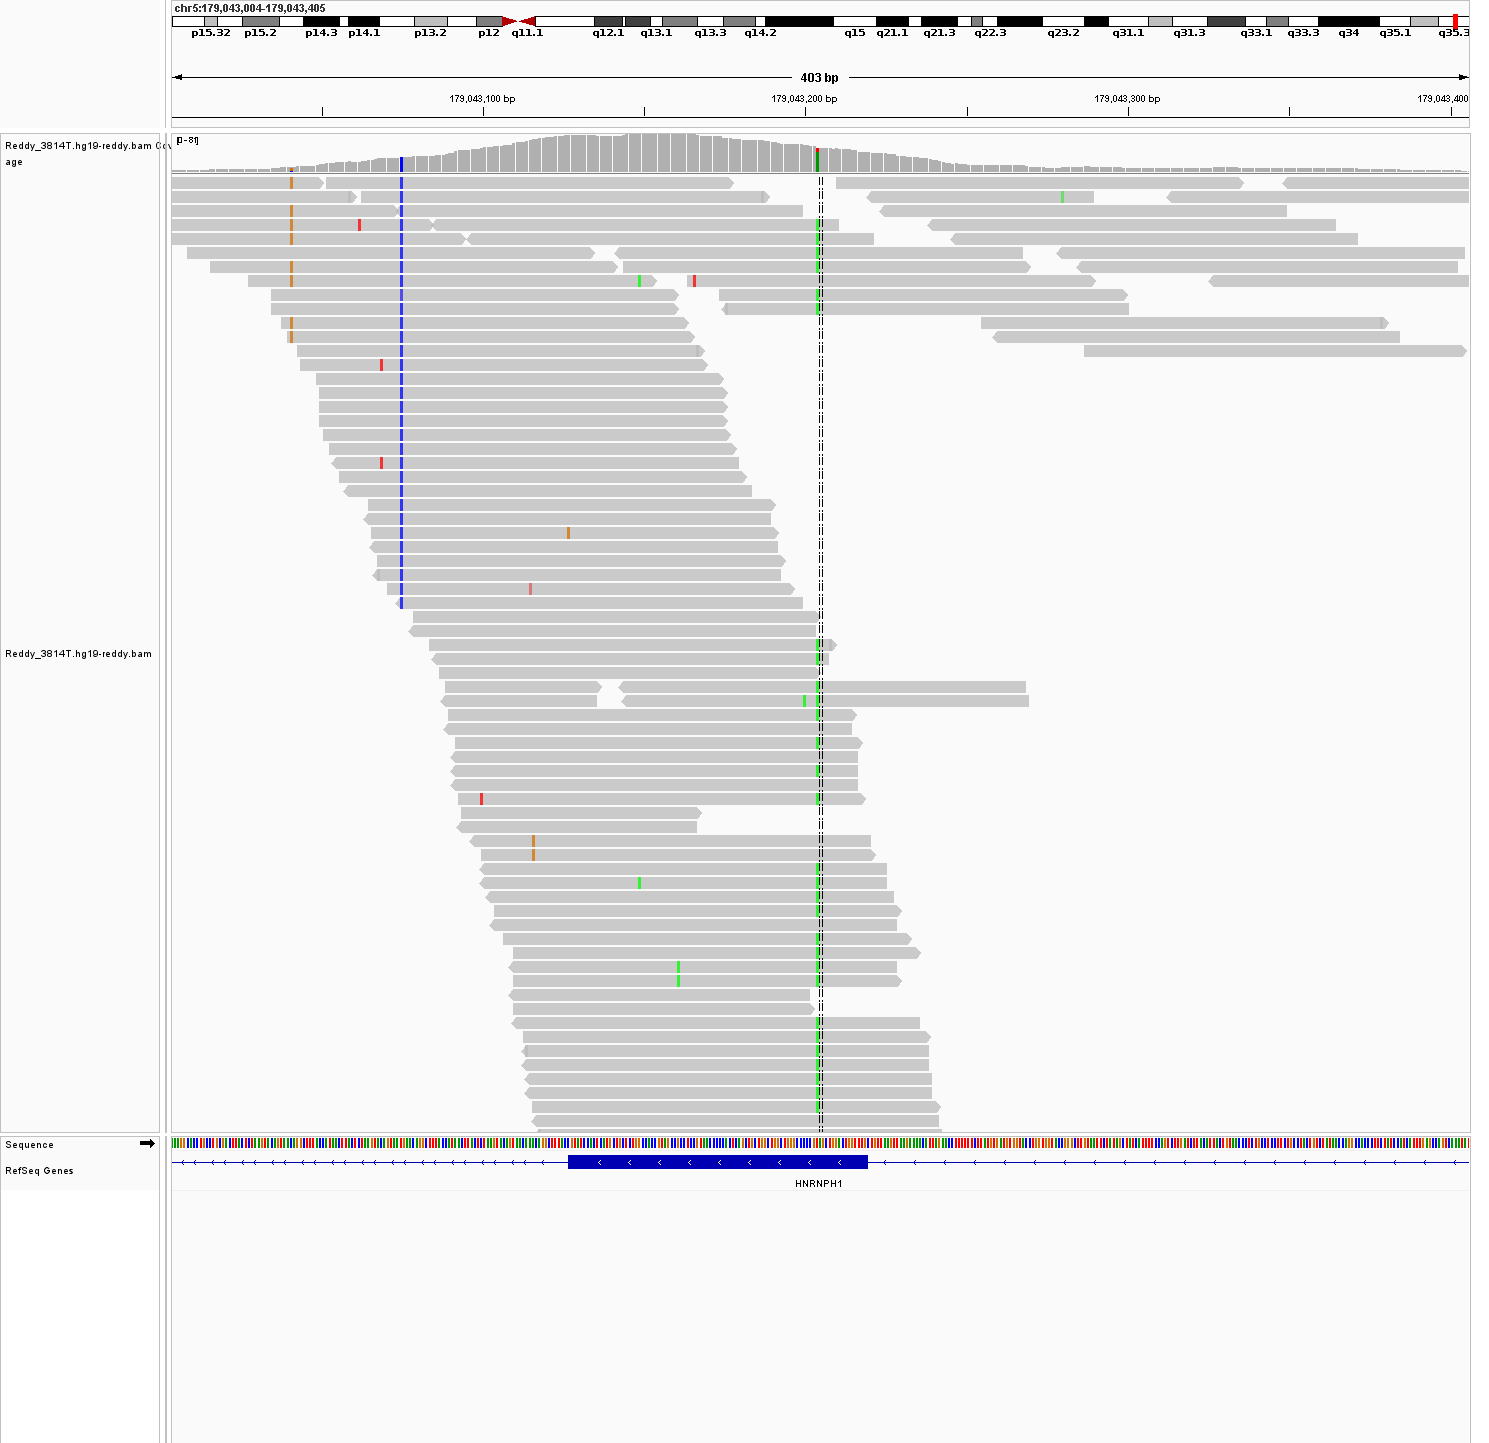 chr5:179,043,004-179,043,405
p15.32 p15.2 p14.3 p14.1 p13.2 p12 q11.1 q12.1 q13.1 q13.3 q14.2 q15 q21.1 q21.3 q22.3 q23.2 q31.1 q31.3 q33.1 q33.3 q34 q35.1 q35.3
403 bp
179,043,100 bp 179,043,200 bp 179,043,300 bp 179,043,400
Reddy_3814T.hg19-reddy.bam Cov [0-81]
age
Reddy_3814T.hg19-reddy.bam
Sequence
RefSeq Genes
HNRNPH1